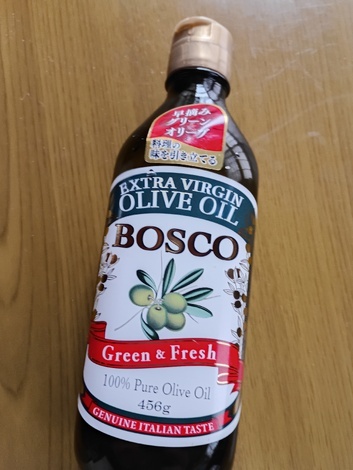 早摘み
グリーン
オリーブ
料理の
味を引き立てる
EXTRA VIRGIN
OLIVE OIL
BOSCO
Green & Fresh
100% Pure Olive Oil
456g
GENUINE ITALIAN TASTE